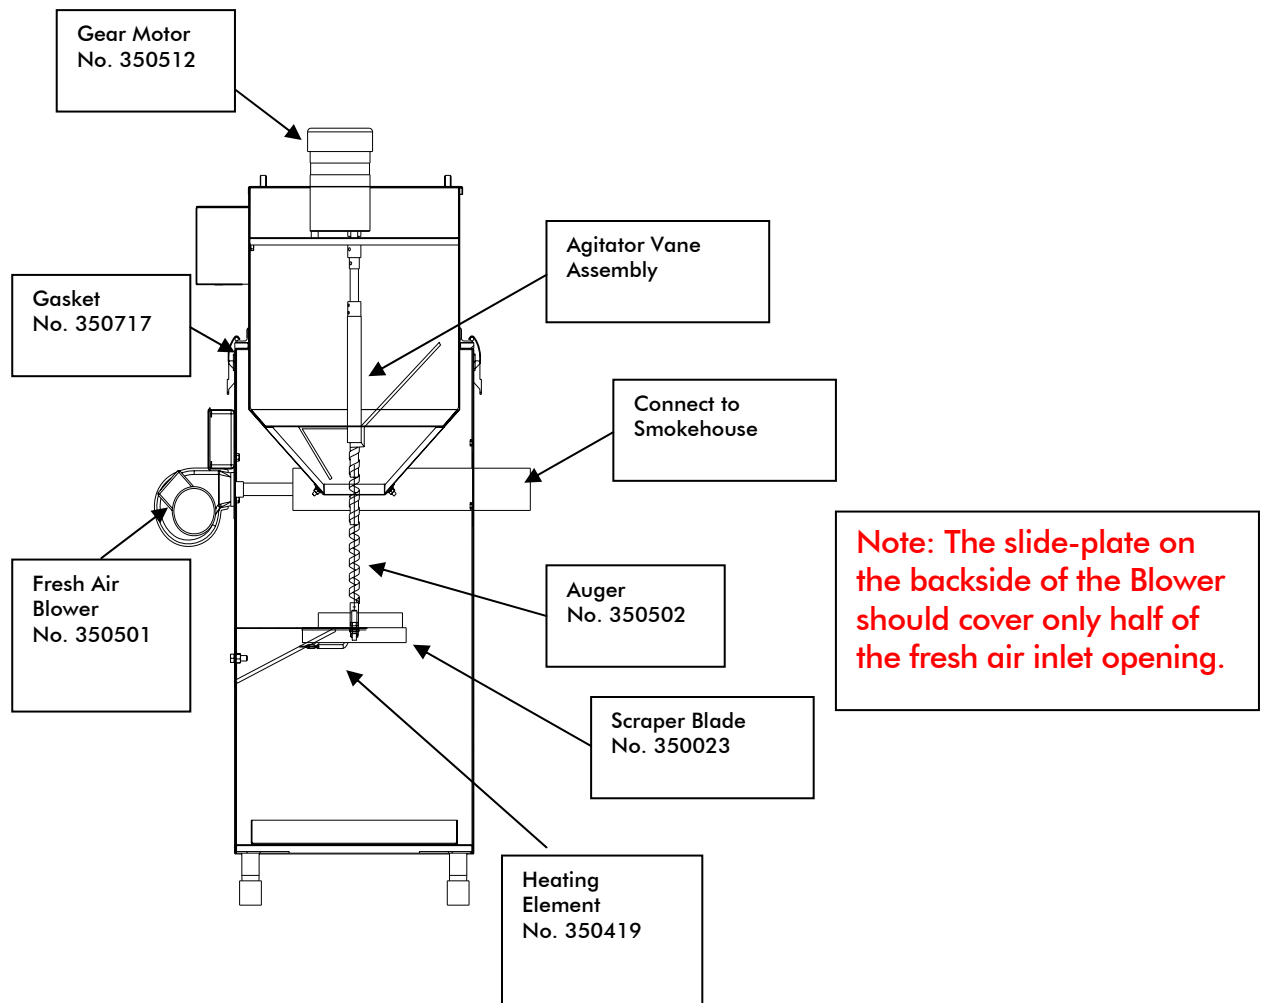 Gear Motor
No. 350512
Agitator Vane
Assembly
Gasket
No. 350717
Connect to
Smokehouse
Note: The slide-plate on
the backside of the Blower
should cover only half of
the fresh air inlet opening.
Fresh Air
Blower
No. 350501
Auger
No. 350502
Scraper Blade
No. 350023
Heating
Element
No. 350419